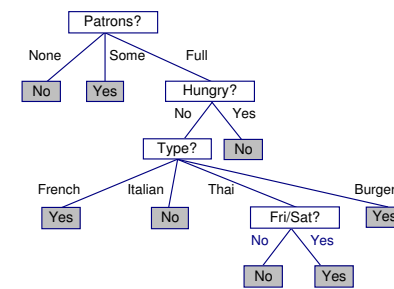 Patrons?
None Some Full
No Yes Hungry?
No Yes
Type? No
French Italian Thai Burger
Yes No Fri/Sat? Yes
No Yes
No Yes